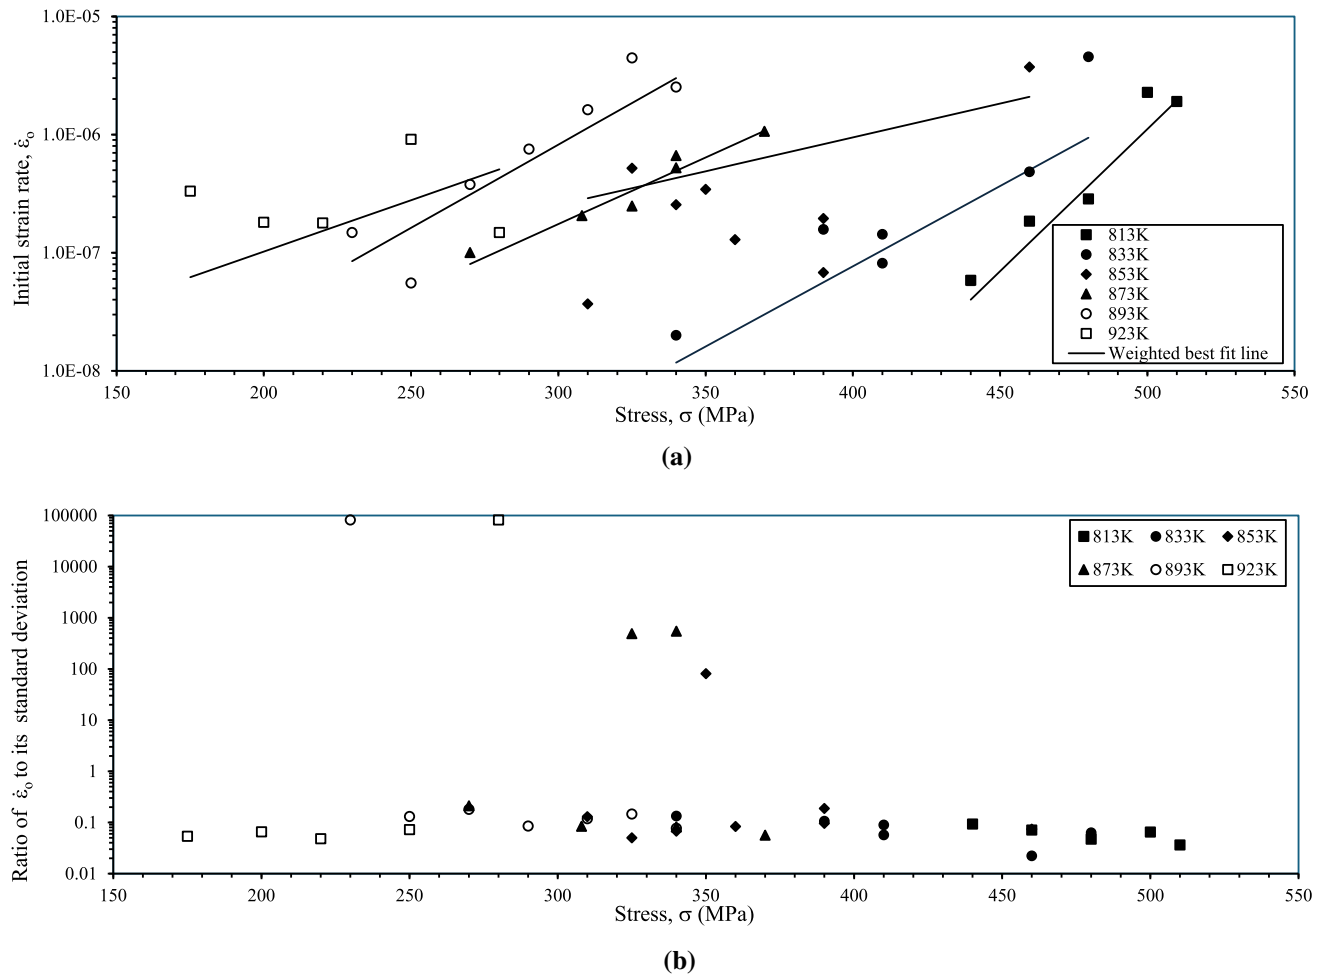 1.0E-05
1.0E-06
1.0E-07
1.0E-08
Initial strain rate, ε̇o
813K
833K
853K
873K
893K
923K
Weighted best fit line
150 200 250 300 350 400 450 500 550
Stress, σ (MPa)
(a)
100000
10000
1000
100
10
1
0.1
0.01
Ratio of ε̇o to its standard deviation
813K 833K 853K
873K 893K 923K
150 200 250 300 350 400 450 500 550
Stress, σ (MPa)
(b)